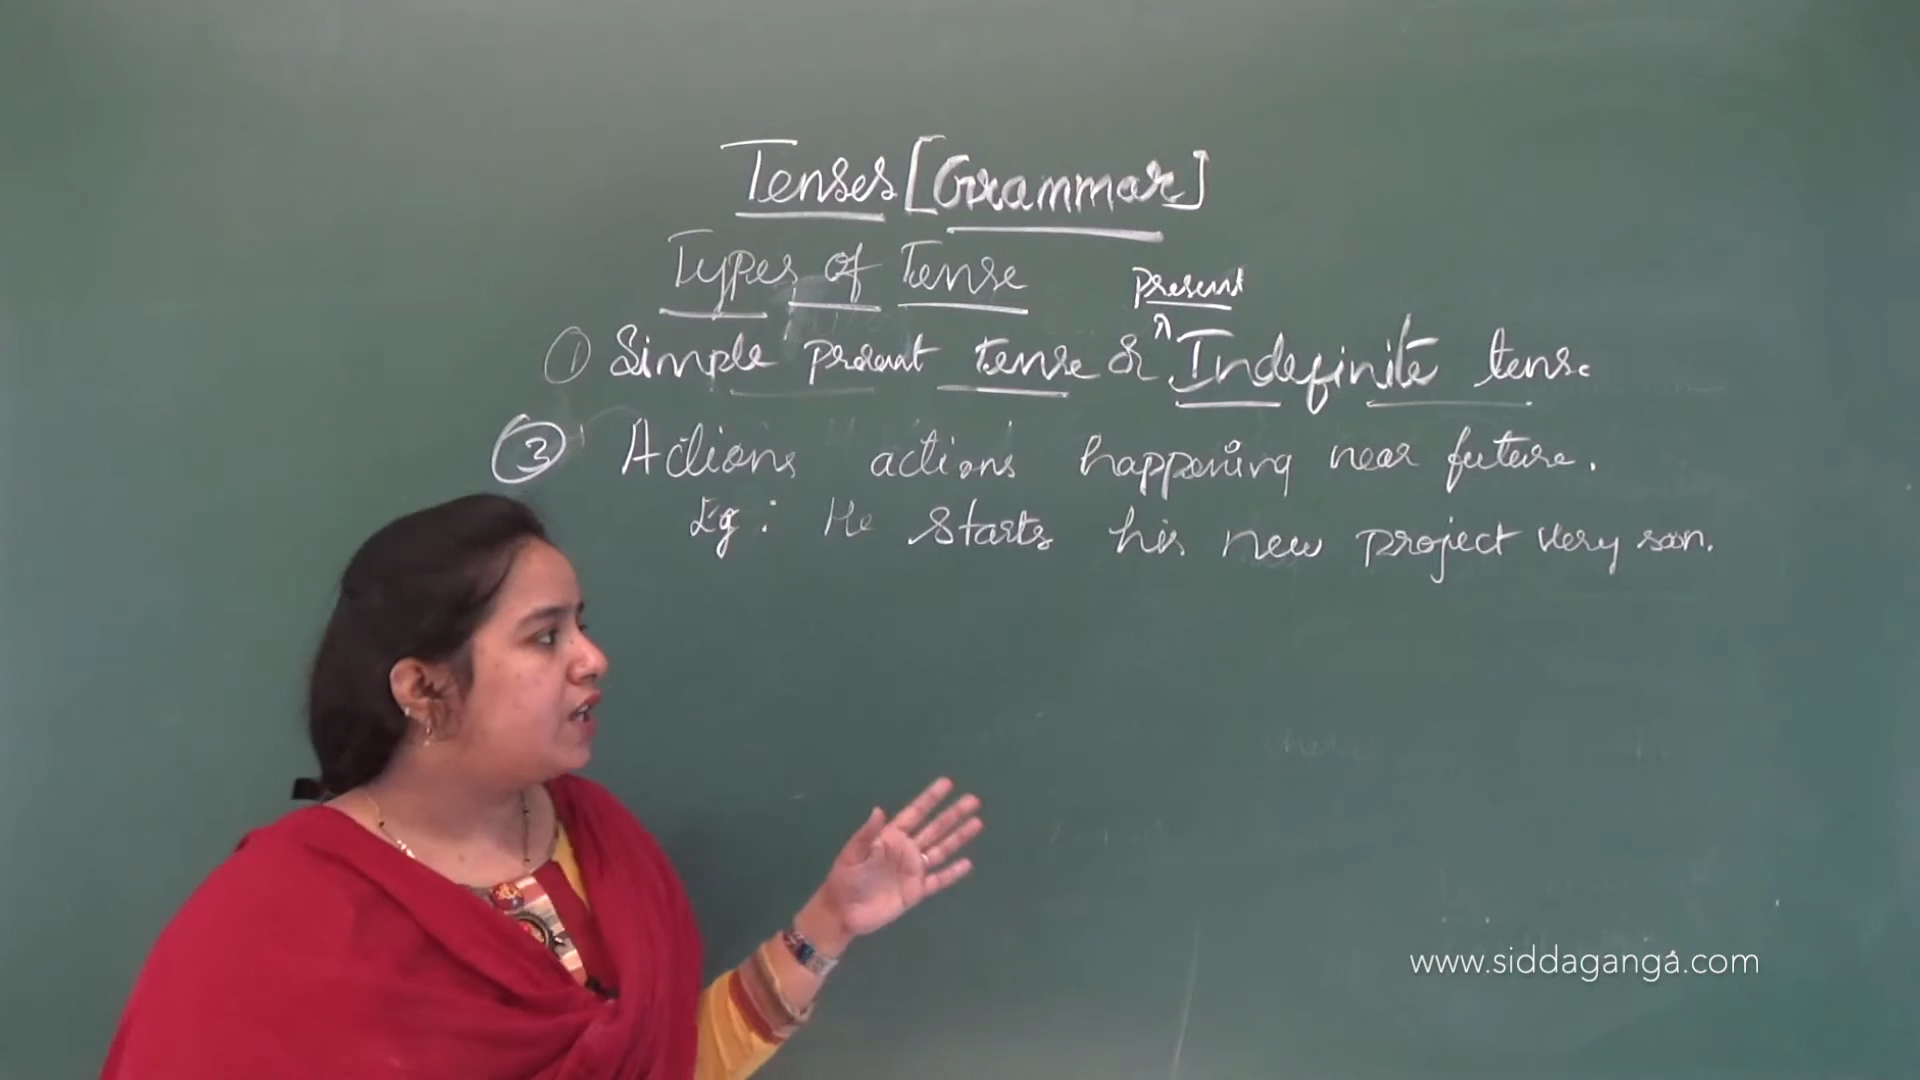 Tenses [Grammar]
Types of Tense
present
① Simple present tense & ^ Indefinite tense
③ Actions actions happening near future.
Eg: He starts his new project very soon.
www.siddaganga.com